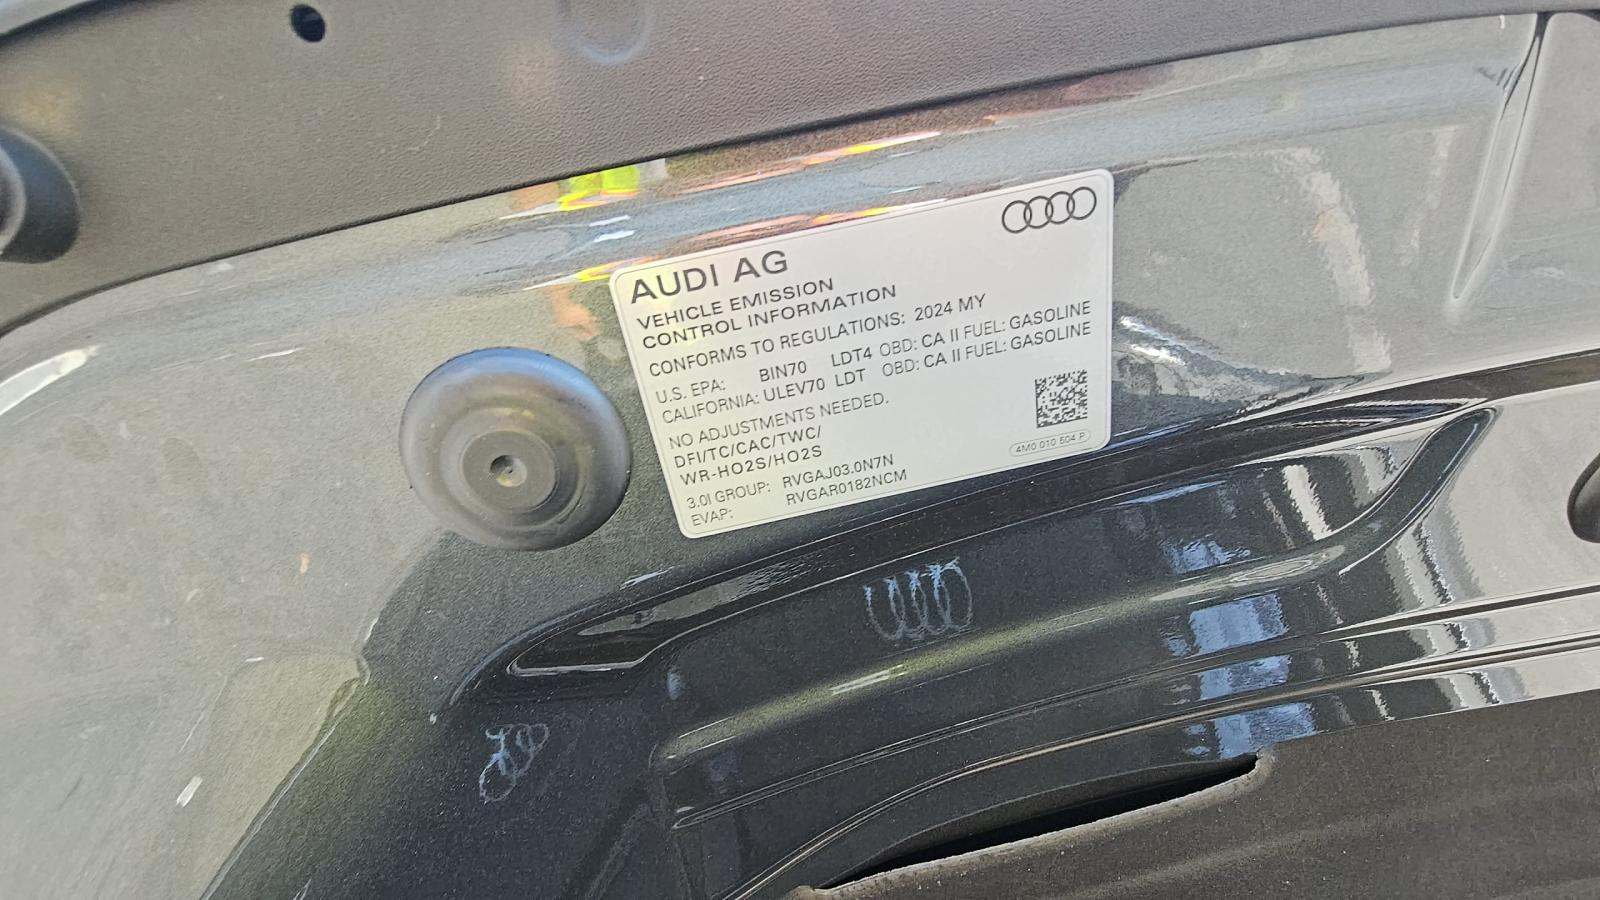 AUDI AG
VEHICLE EMISSION
CONTROL INFORMATION
CONFORMS TO REGULATIONS: 2024 MY
U.S. EPA: BIN70 LDT4 OBD: CA II FUEL: GASOLINE
CALIFORNIA: ULEV70 LDT OBD: CA II FUEL: GASOLINE
NO ADJUSTMENTS NEEDED.
DFI/TC/CAC/TWC/
WR-HO2S/HO2S
3.0l GROUP: RVGAJ03.0N7N
EVAP: RVGAR0182NCM
4M0 010 504 P